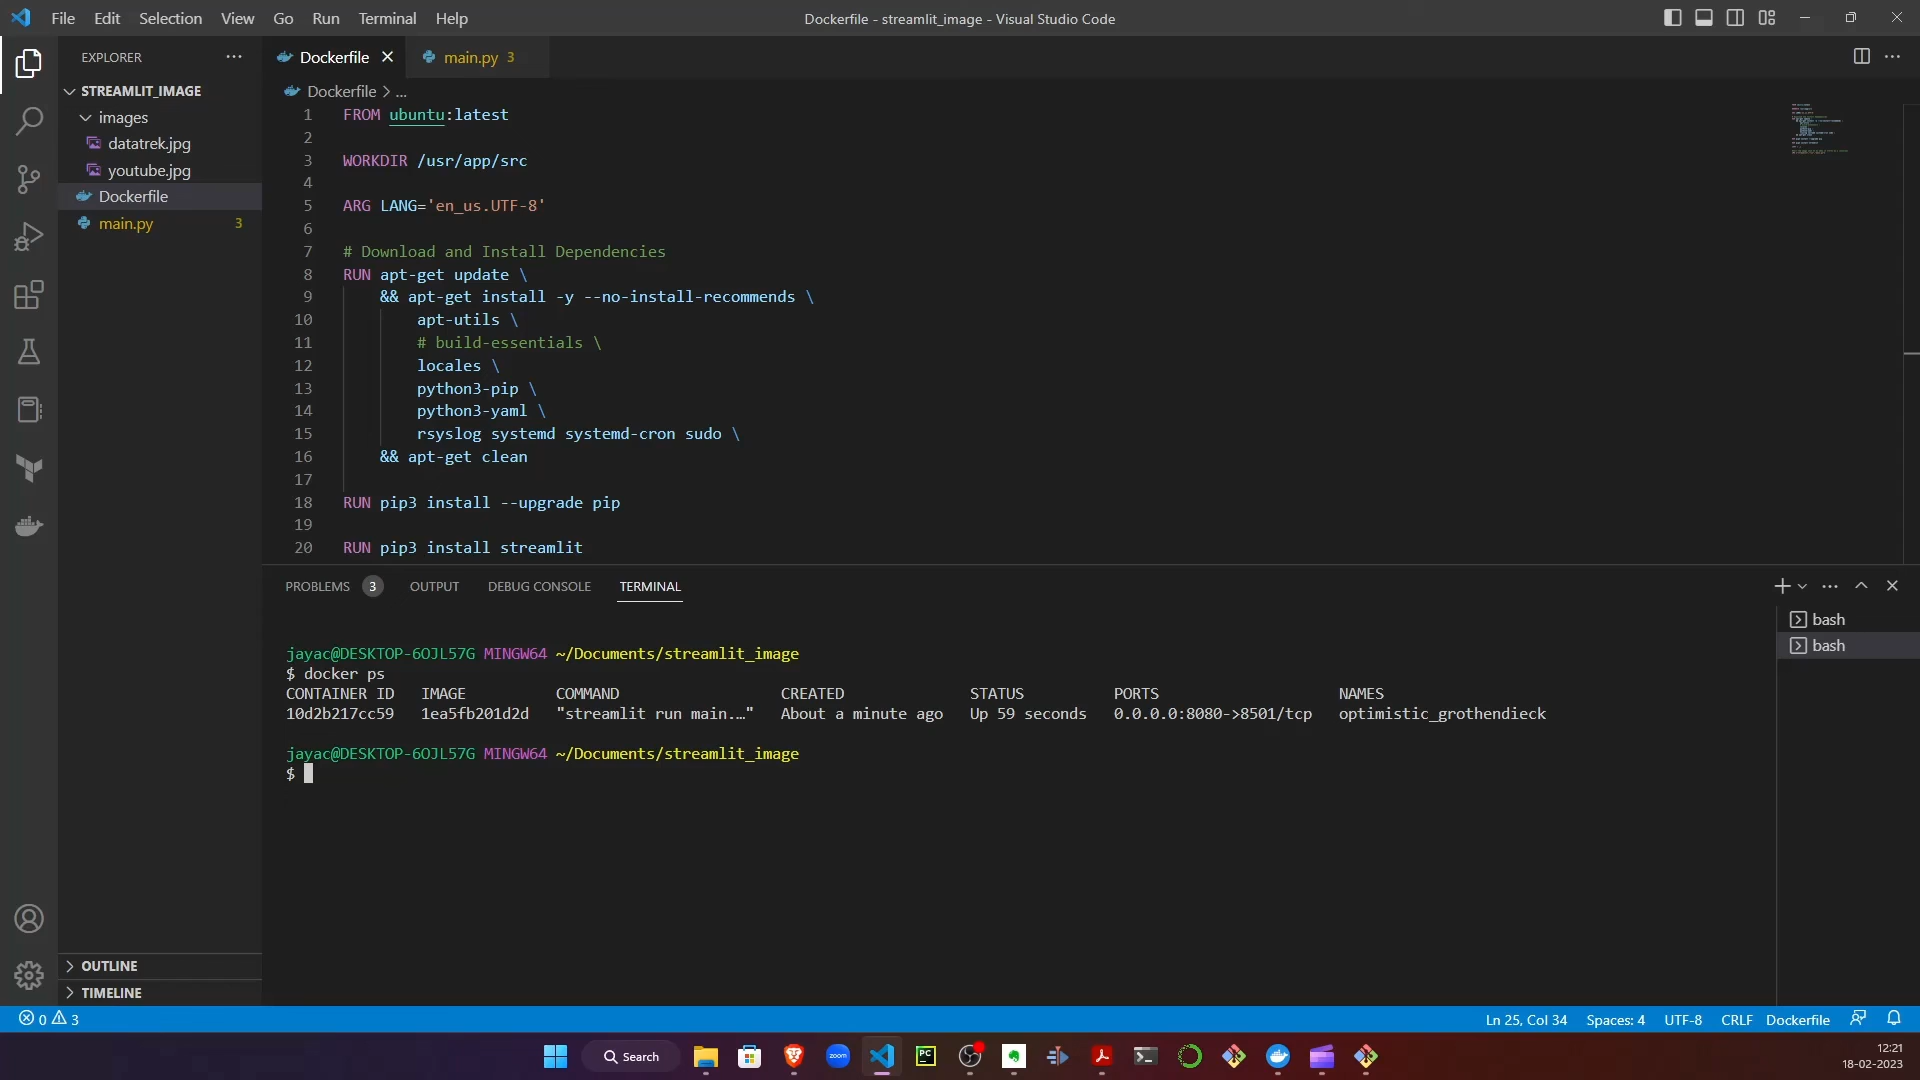 File Edit Selection View Go Run Terminal Help
Dockerfile - streamlit_image - Visual Studio Code
EXPLORER
STREAMLIT_IMAGE
images
datatrek.jpg
youtube.jpg
Dockerfile
main.py 3
Dockerfile
main.py 3
Dockerfile > ...
1 FROM ubuntu:latest
2
3 WORKDIR /usr/app/src
4
5 ARG LANG='en_us.UTF-8'
6
7 # Download and Install Dependencies
8 RUN apt-get update \
9 && apt-get install -y --no-install-recommends \
10 apt-utils \
11 # build-essentials \
12 locales \
13 python3-pip \
14 python3-yaml \
15 rsyslog systemd systemd-cron sudo \
16 && apt-get clean
17
18 RUN pip3 install --upgrade pip
19
20 RUN pip3 install streamlit
PROBLEMS 3 OUTPUT DEBUG CONSOLE TERMINAL
jayac@DESKTOP-6OJL57G MINGW64 ~/Documents/streamlit_image
$ docker ps
CONTAINER ID IMAGE COMMAND CREATED STATUS PORTS NAMES
10d2b217cc59 1ea5fb201d2d "streamlit run main.…" About a minute ago Up 59 seconds 0.0.0.0:8080->8501/tcp optimistic_grothendieck
jayac@DESKTOP-6OJL57G MINGW64 ~/Documents/streamlit_image
$
bash
bash
OUTLINE
TIMELINE
0 3
Ln 25, Col 34 Spaces: 4 UTF-8 CRLF Dockerfile
Search
zoom
PC
12:21
18-02-2023